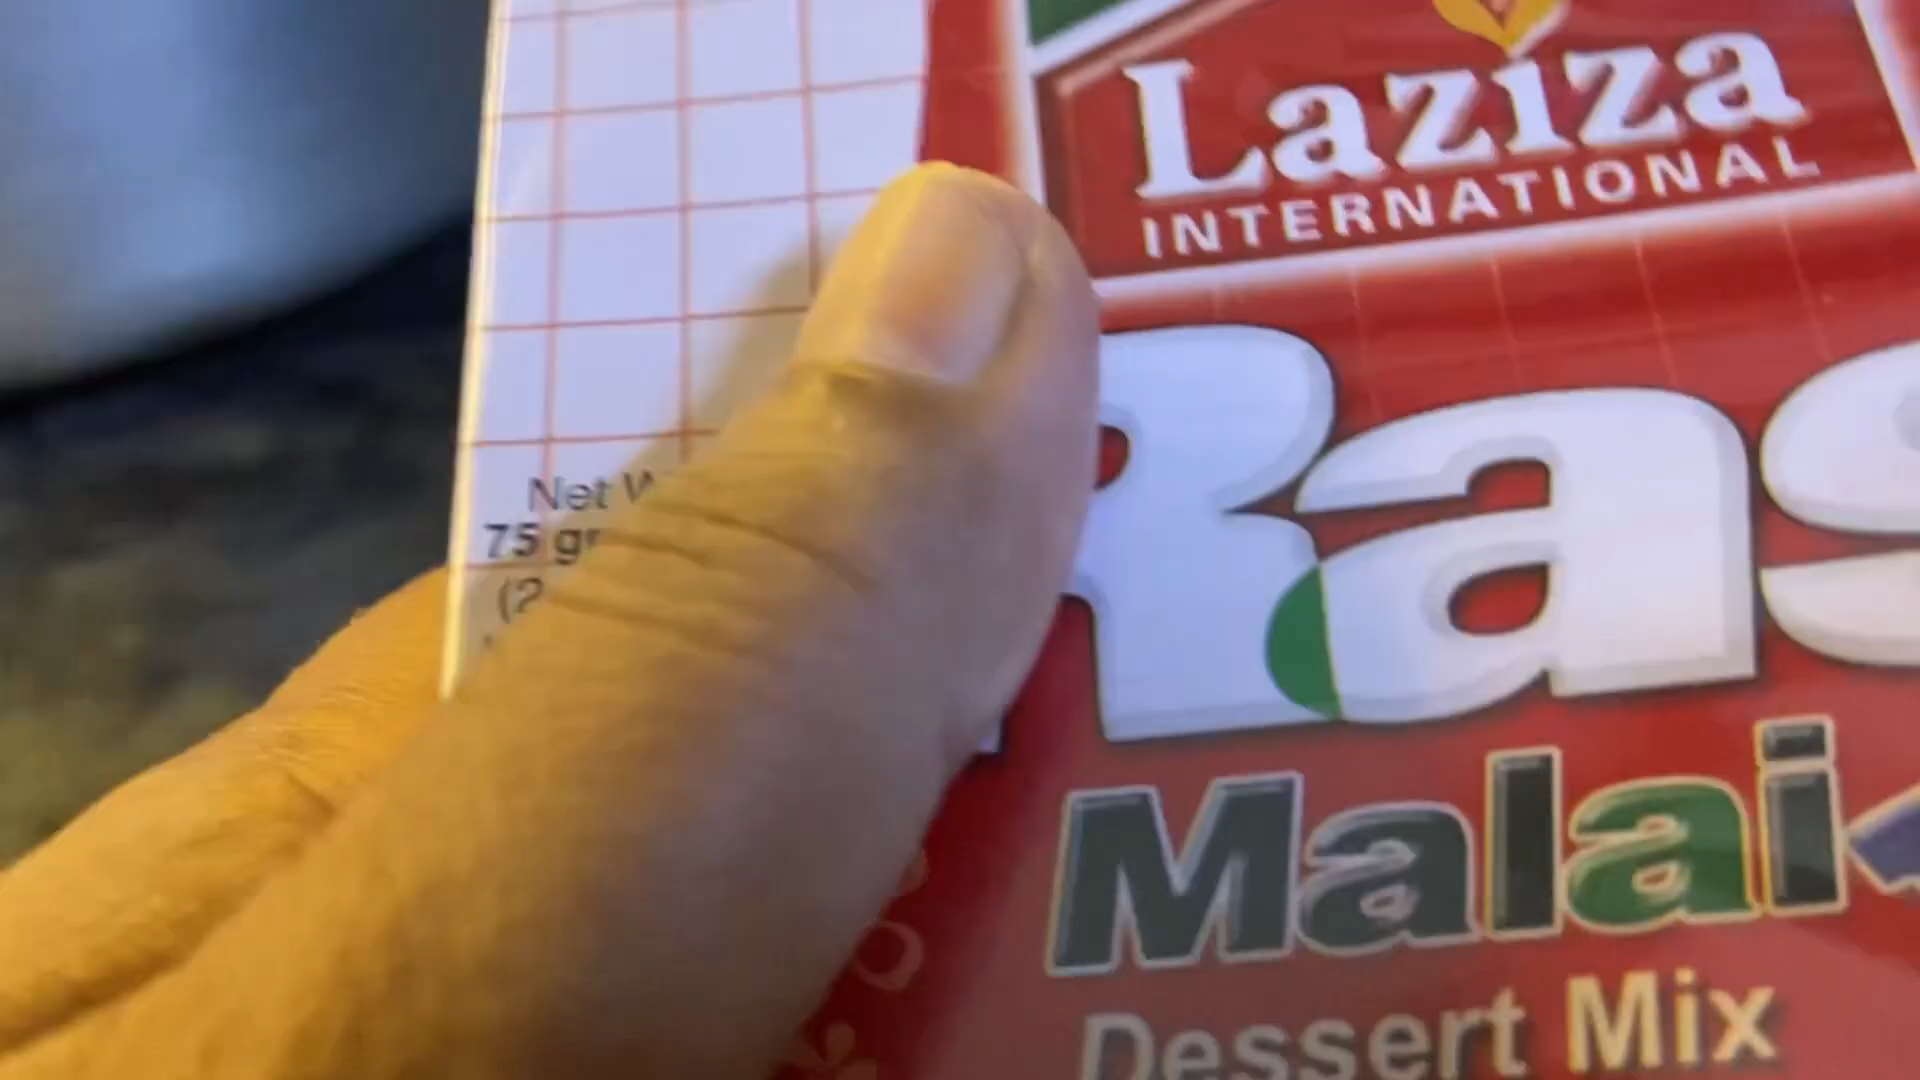 Laziza
INTERNATIONAL
Ras
Malai
Dessert Mix
Net
75